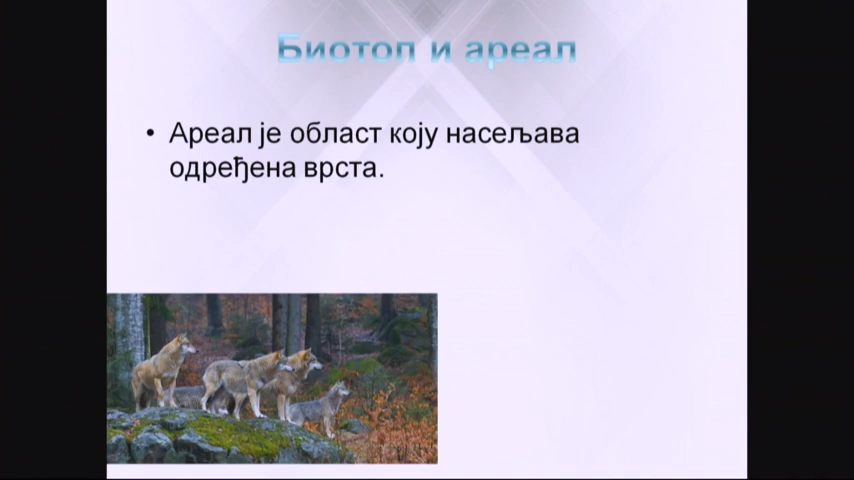 Биотоп и ареал
• Ареал је област коју насељава
одређена врста.